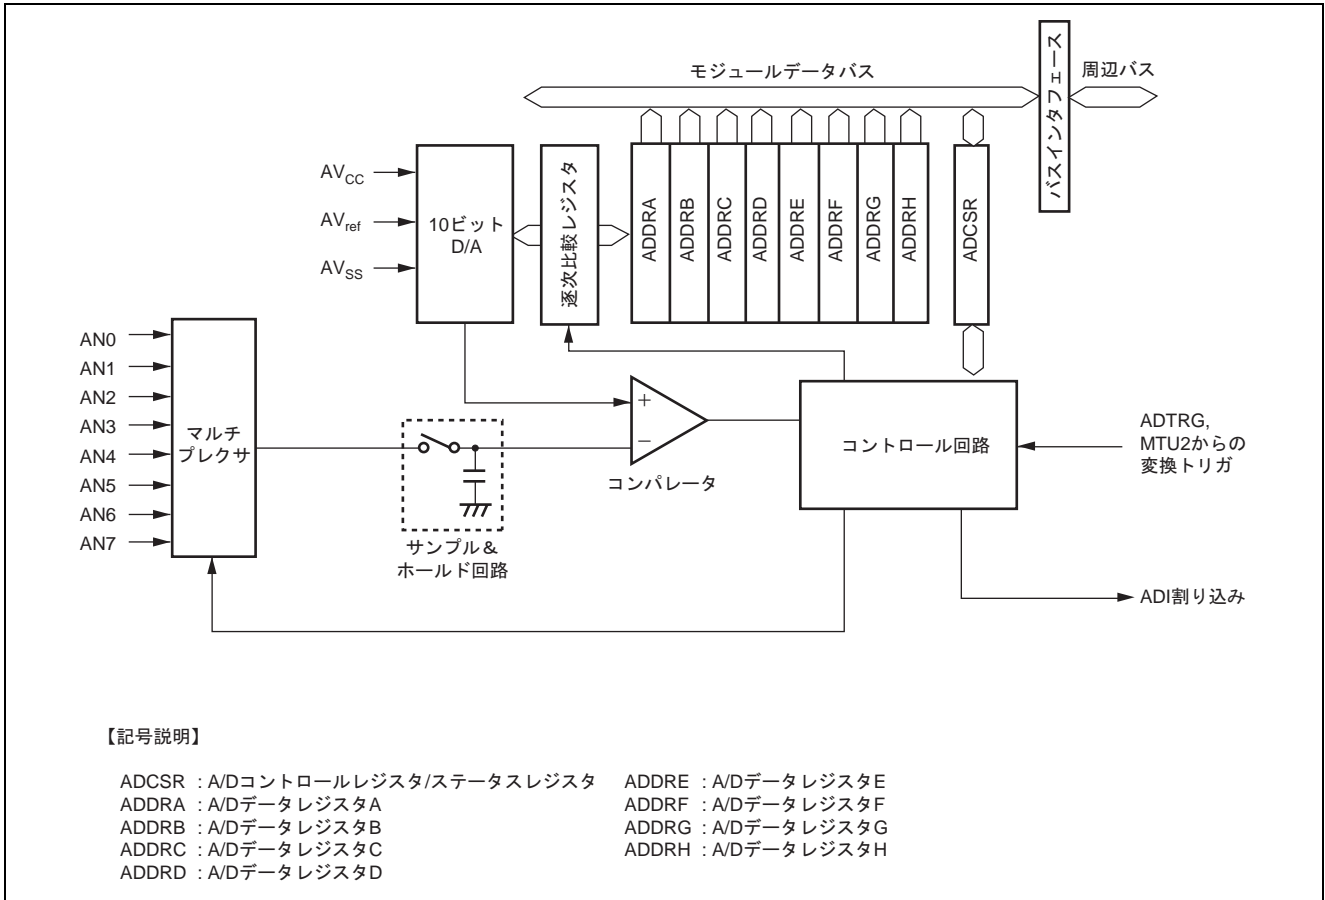 モジュールデータバス
バスインタフェース
周辺バス
AVCC
AVref
AVSS
10ビット
D/A
逐次比較レジスタ
ADDRA
ADDRB
ADDRC
ADDRD
ADDRE
ADDRF
ADDRG
ADDRH
ADCSR
AN0
AN1
AN2
AN3
AN4
AN5
AN6
AN7
マルチ
プレクサ
サンプル&
ホールド回路
+
−
コンパレータ
コントロール回路
ADTRG,
MTU2からの
変換トリガ
ADI割り込み
【記号説明】
ADCSR : A/Dコントロールレジスタ/ステータスレジスタ
ADDRA : A/DデータレジスタA
ADDRB : A/DデータレジスタB
ADDRC : A/DデータレジスタC
ADDRD : A/DデータレジスタD
ADDRE : A/DデータレジスタE
ADDRF : A/DデータレジスタF
ADDRG : A/DデータレジスタG
ADDRH : A/DデータレジスタH